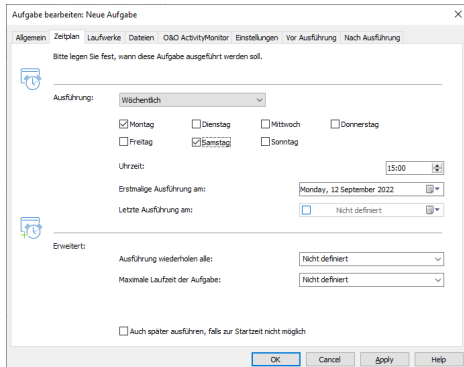 Aufgabe bearbeiten: Neue Aufgabe
Allgemein Zeitplan Laufwerke Dateien O&O ActivityMonitor Einstellungen Vor Ausführung Nach Ausführung
Bitte legen Sie fest, wann diese Aufgabe ausgeführt werden soll.
Ausführung: Wöchentlich
Montag Dienstag Mittwoch Donnerstag
Freitag Samstag Sonntag
Uhrzeit: 15:00
Erstmalige Ausführung am: Monday, 12 September 2022
Letzte Ausführung am: Nicht definiert
Erweitert:
Ausführung wiederholen alle: Nicht definiert
Maximale Laufzeit der Aufgabe: Nicht definiert
Auch später ausführen, falls zur Startzeit nicht möglich
OK Cancel Apply Help